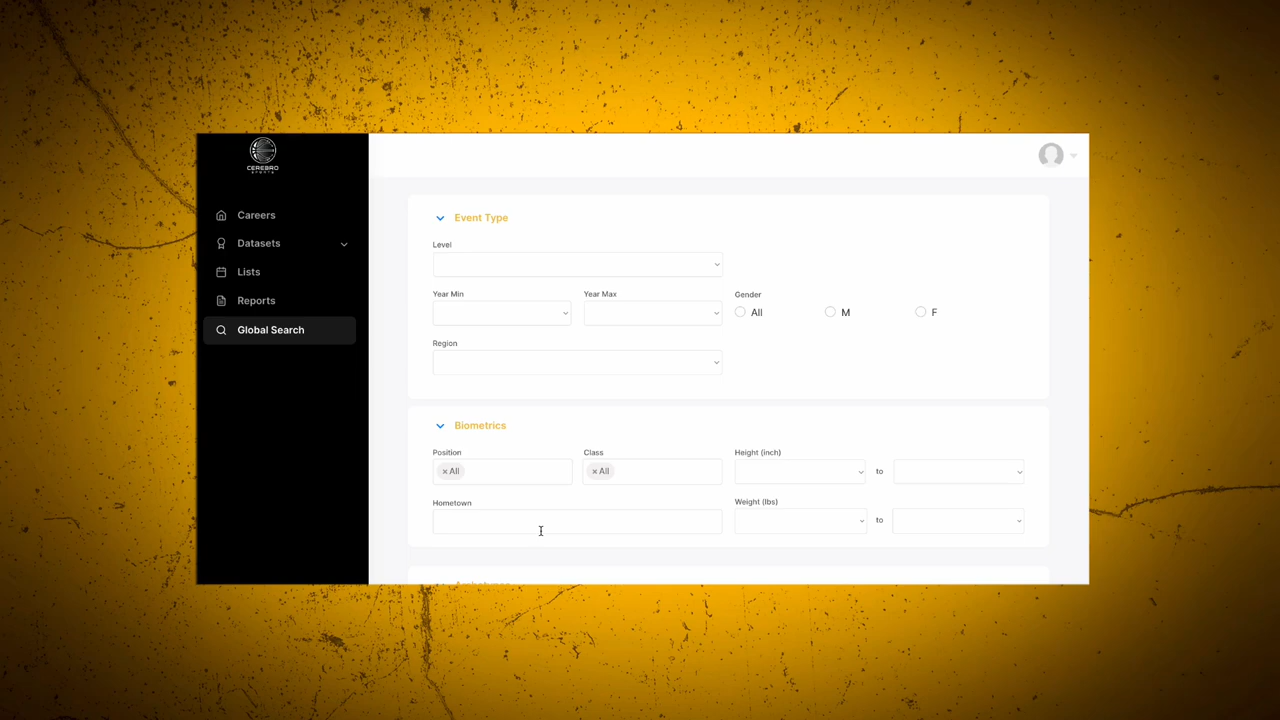 CEREBRO
SPORTS
Careers
Datasets
Lists
Reports
Global Search
Event Type
Level
Year Min
Year Max
Gender
All
M
F
Region
Biometrics
Position
Class
Height (inch)
× All
× All
to
Hometown
Weight (lbs)
to